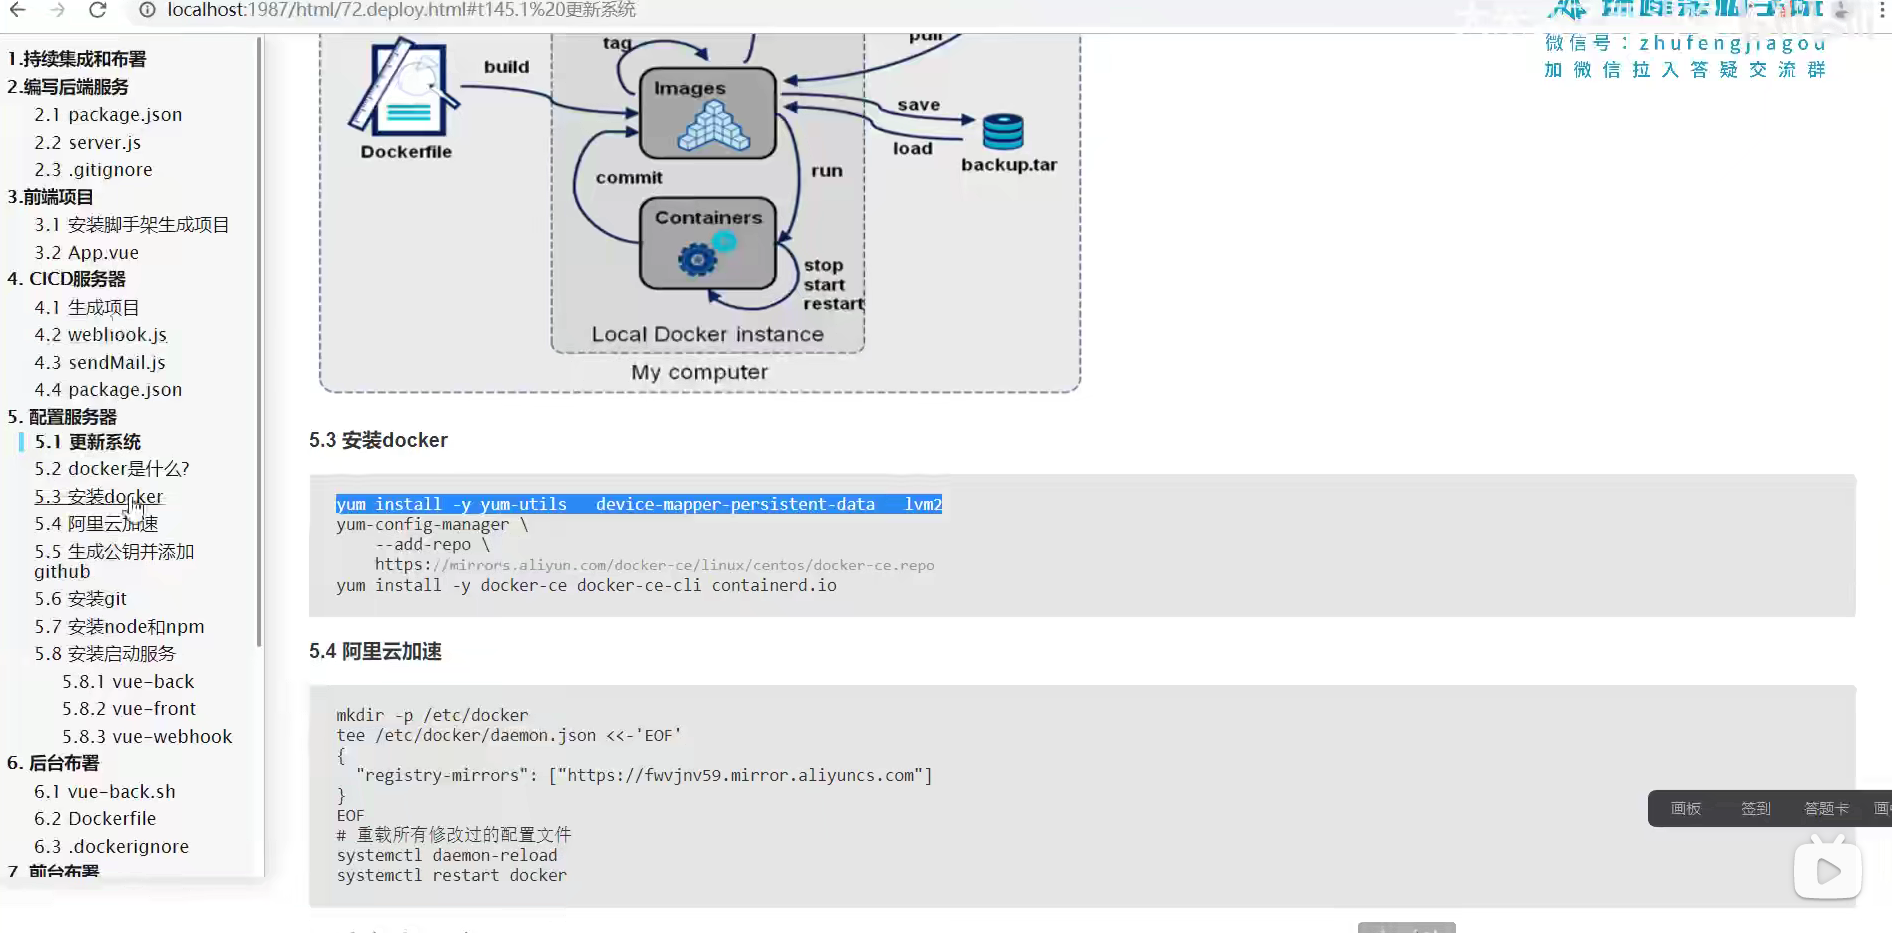 localhost:1987/html/72.deploy.html#t145.1%20更新系统
微信号：zhufengjiagou
加微信拉入答疑交流群
1.持续集成和布署
2.编写后端服务
2.1 package.json
2.2 server.js
2.3 .gitignore
3.前端项目
3.1 安装脚手架生成项目
3.2 App.vue
4. CICD服务器
4.1 生成项目
4.2 webhook.js
4.3 sendMail.js
4.4 package.json
5. 配置服务器
5.1 更新系统
5.2 docker是什么?
5.3 安装docker
5.4 阿里云加速
5.5 生成公钥并添加
github
5.6 安装git
5.7 安装node和npm
5.8 安装启动服务
5.8.1 vue-back
5.8.2 vue-front
5.8.3 vue-webhook
6. 后台布署
6.1 vue-back.sh
6.2 Dockerfile
6.3 .dockerignore
7. 前台布署
tag
pull
build
Images
save
Dockerfile
load
backup.tar
commit
run
Containers
stop
start
restart
Local Docker instance
My computer
5.3 安装docker
yum install -y yum-utils   device-mapper-persistent-data   lvm2
yum-config-manager \
    --add-repo \
    https://mirrors.aliyun.com/docker-ce/linux/centos/docker-ce.repo
yum install -y docker-ce docker-ce-cli containerd.io
5.4 阿里云加速
mkdir -p /etc/docker
tee /etc/docker/daemon.json <<-'EOF'
{
  "registry-mirrors": ["https://fwvjnv59.mirror.aliyuncs.com"]
}
EOF
# 重载所有修改过的配置文件
systemctl daemon-reload
systemctl restart docker
画板 签到 答题卡